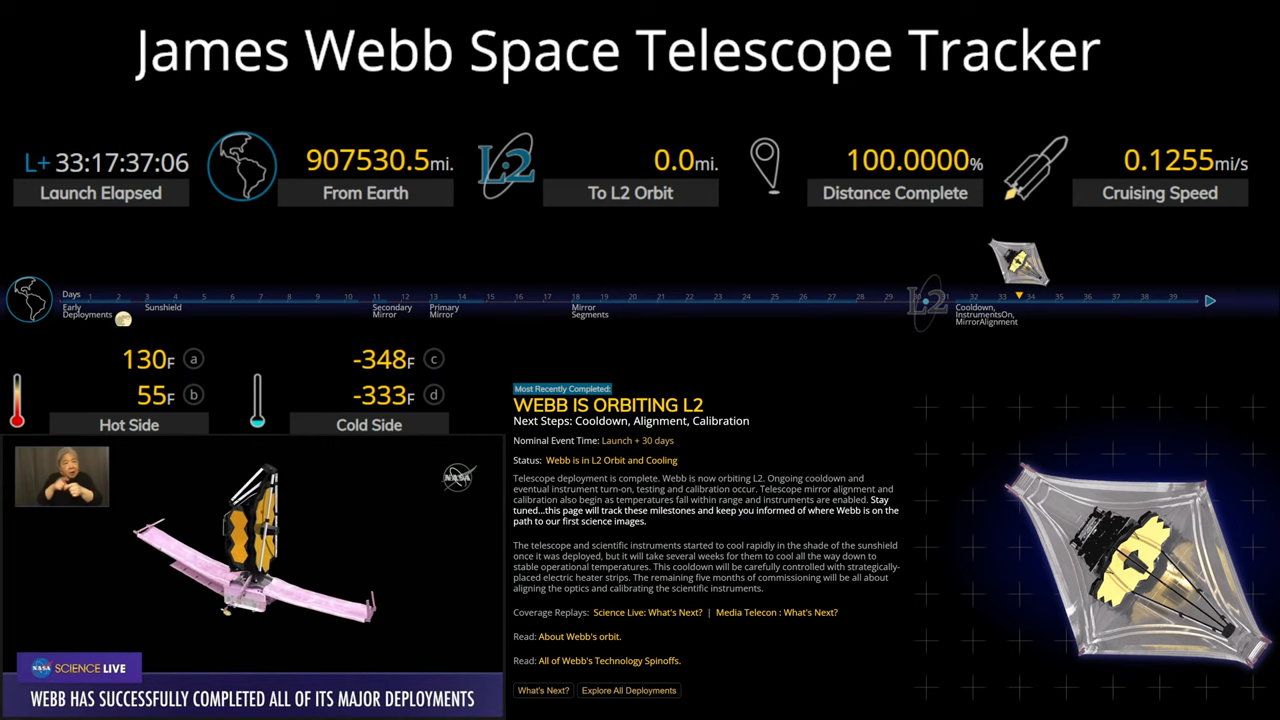 James Webb Space Telescope Tracker
L+ 33:17:37:06
Launch Elapsed
907530.5mi.
From Earth
L2
0.0mi.
To L2 Orbit
100.0000%
Distance Complete
0.1255mi/s
Cruising Speed
Days 1 2 3 4 5 6 7 8 9 10 11 12 13 14 15 16 17 18 19 20 21 22 23 24 25 26 27 28 29 30 31 32 33 34 35 36 37 38 39
Early
Deployments
Sunshield
Secondary
Mirror
Primary
Mirror
Mirror
Segments
L2
Cooldown,
InstrumentsOn,
MirrorAlignment
130F a
55F b
Hot Side
-348F c
-333F d
Cold Side
Most Recently Completed:
WEBB IS ORBITING L2
Next Steps: Cooldown, Alignment, Calibration
Nominal Event Time: Launch + 30 days
Status: Webb is in L2 Orbit and Cooling
Telescope deployment is complete. Webb is now orbiting L2. Ongoing cooldown and
eventual instrument turn-on, testing and calibration occur. Telescope mirror alignment and
calibration also begin as temperatures fall within range and instruments are enabled. Stay
tuned...this page will track these milestones and keep you informed of where Webb is on the
path to our first science images.
The telescope and scientific instruments started to cool rapidly in the shade of the sunshield
once it was deployed, but it will take several weeks for them to cool all the way down to
stable operational temperatures. This cooldown will be carefully controlled with strategically-
placed electric heater strips. The remaining five months of commissioning will be all about
aligning the optics and calibrating the scientific instruments.
Coverage Replays: Science Live: What's Next? | Media Telecon : What's Next?
Read: About Webb's orbit.
Read: All of Webb's Technology Spinoffs.
What's Next? Explore All Deployments
NASA
NASA SCIENCE LIVE
WEBB HAS SUCCESSFULLY COMPLETED ALL OF ITS MAJOR DEPLOYMENTS